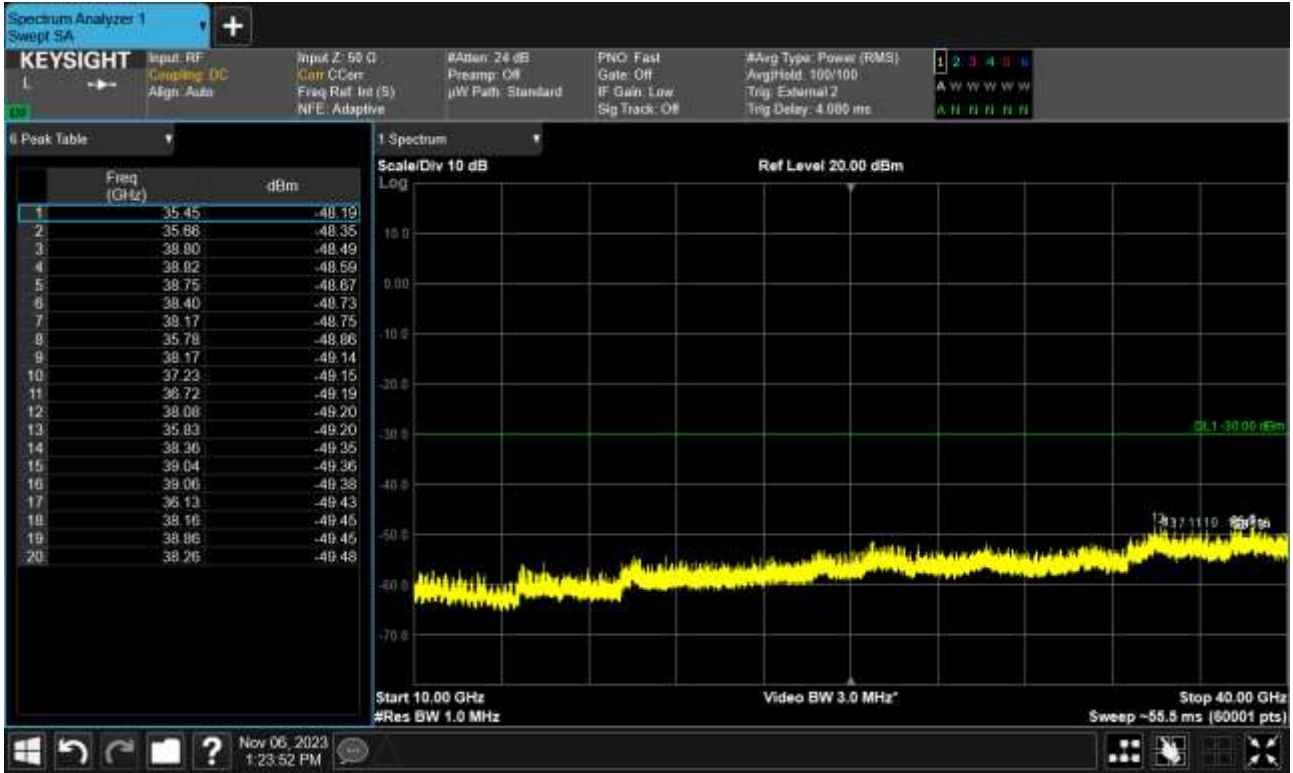 Spectrum Analyzer 1
Swept SA
+
KEYSIGHT
L
Input: RF
Coupling: DC
Align: Auto
Input Z: 50 Ω
Corr CCorr
Freq Ref: Int (S)
NFE: Adaptive
#Atten: 24 dB
Preamp: Off
µW Path: Standard
PNO: Fast
Gate: Off
IF Gain: Low
Sig Track: Off
#Avg Type: Power (RMS)
Avg|Hold: 100/100
Trig: External 2
Trig Delay: 4.080 ms
1 2 3 4 5 6
A W W W W W
A N N N N N
6 Peak Table
Freq (GHz) dBm
1 35.45 -48.19
2 35.66 -48.35
3 38.80 -48.49
4 38.82 -48.59
5 38.75 -48.67
6 38.40 -48.73
7 38.17 -48.75
8 35.78 -48.86
9 38.17 -49.14
10 37.23 -49.15
11 36.72 -49.19
12 38.08 -49.20
13 35.83 -49.20
14 38.36 -49.35
15 39.04 -49.36
16 39.06 -49.38
17 36.13 -49.43
18 38.16 -49.45
19 38.86 -49.45
20 38.26 -49.48
1 Spectrum
Scale/Div 10 dB
Ref Level 20.00 dBm
Log
10.0
0.00
-10.0
-20.0
-30.0
DL1 -30.00 dBm
-40.0
-50.0
-60.0
-70.0
Start 10.00 GHz
Video BW 3.0 MHz*
Stop 40.00 GHz
#Res BW 1.0 MHz
Sweep ~55.5 ms (60001 pts)
?
Nov 06, 2023
1:23:52 PM